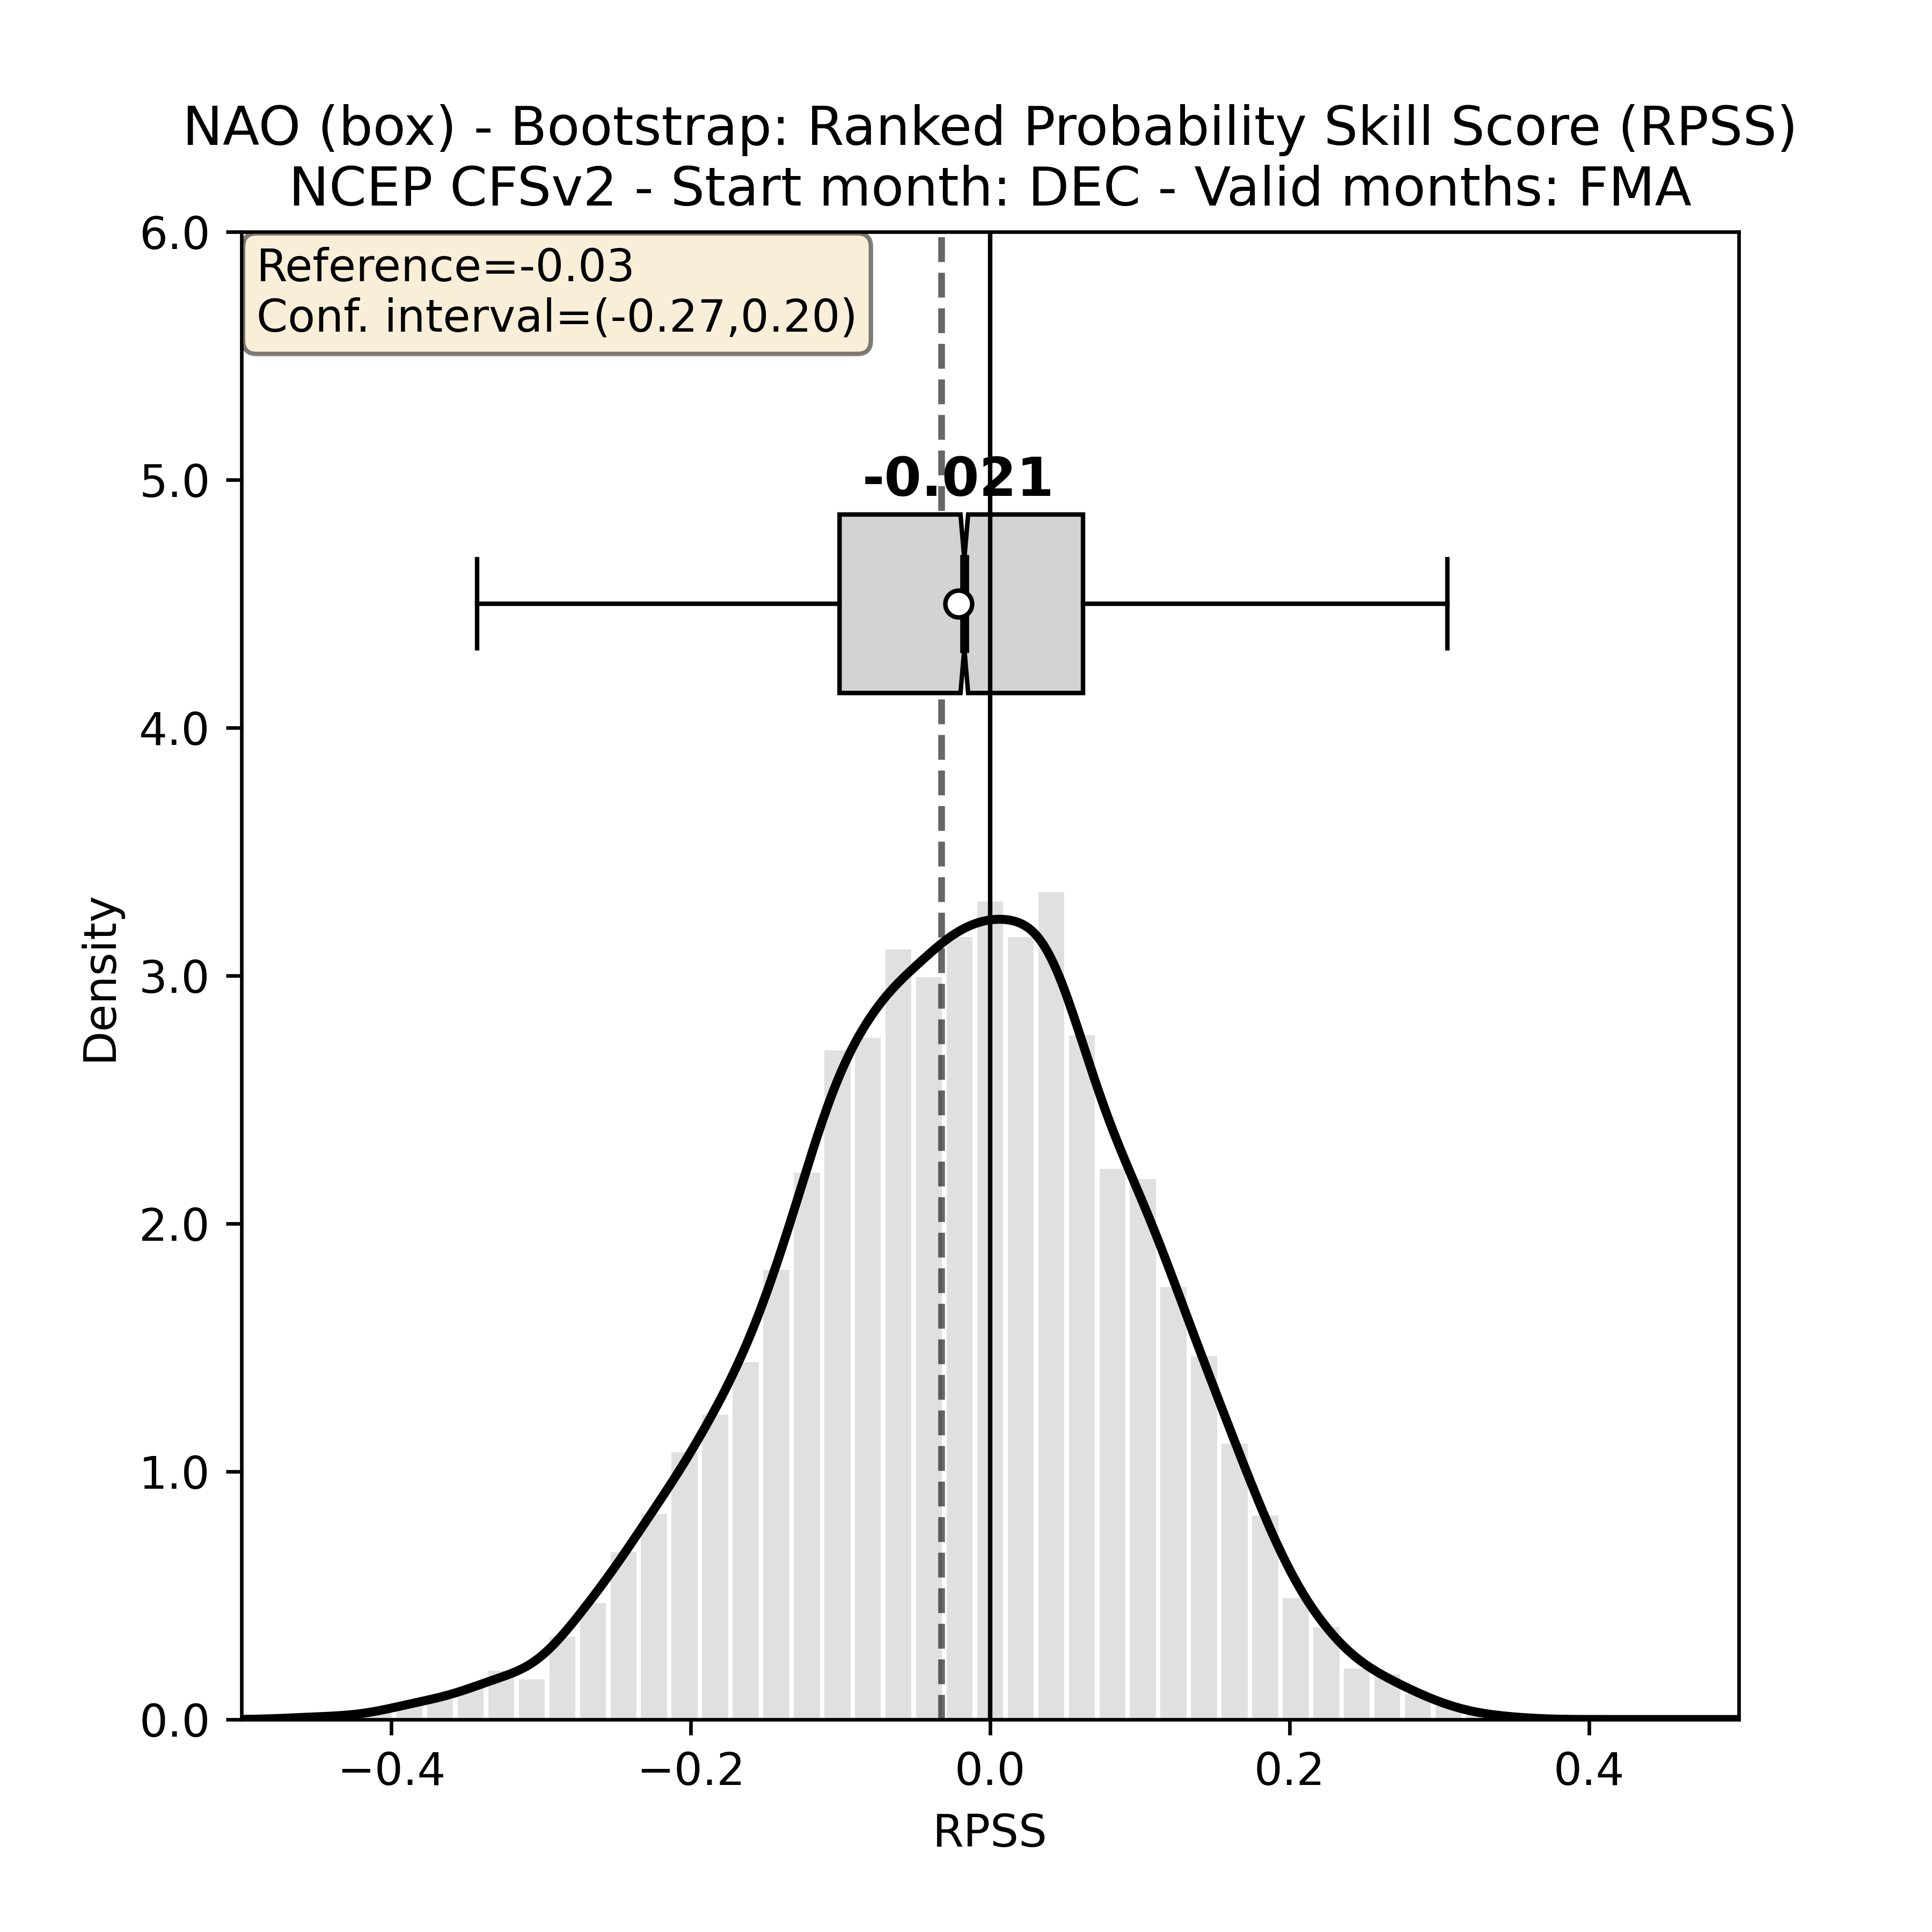 NAO (box) - Bootstrap: Ranked Probability Skill Score (RPSS)
NCEP CFSv2 - Start month: DEC - Valid months: FMA
Reference=-0.03
Conf. interval=(-0.27,0.20)
-0.021
6.0
5.0
4.0
3.0
2.0
1.0
0.0
Density
−0.4
−0.2
0.0
0.2
0.4
RPSS